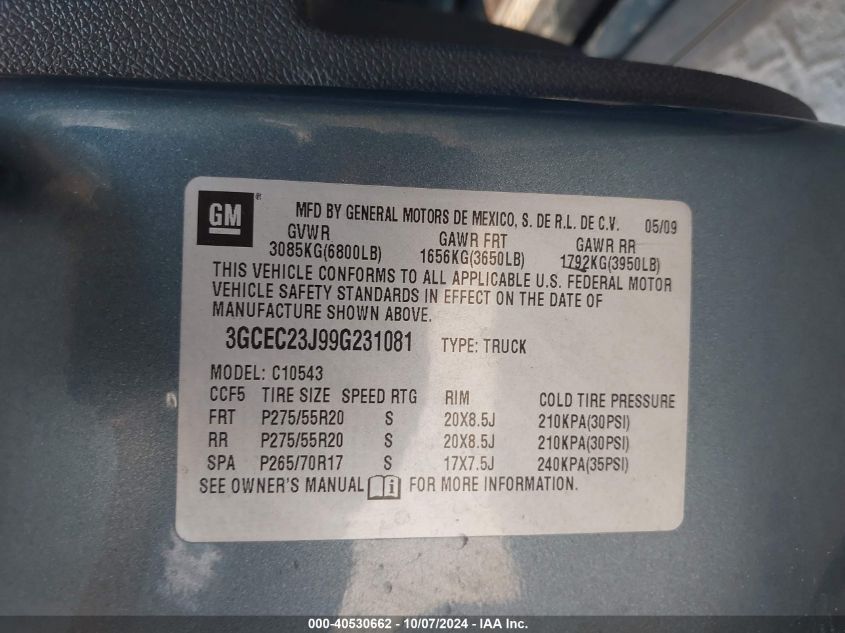 GM ®
MFD BY GENERAL MOTORS DE MEXICO, S. DE R.L. DE C.V. 05/09
GVWR GAWR FRT GAWR RR
3085KG(6800LB) 1656KG(3650LB) 1792KG(3950LB)
THIS VEHICLE CONFORMS TO ALL APPLICABLE U.S. FEDERAL MOTOR
VEHICLE SAFETY STANDARDS IN EFFECT ON THE DATE OF
MANUFACTURE SHOWN ABOVE.
3GCEC23J99G231081 TYPE: TRUCK
MODEL: C10543
CCF5 TIRE SIZE SPEED RTG RIM COLD TIRE PRESSURE
FRT P275/55R20 S 20X8.5J 210KPA(30PSI)
RR P275/55R20 S 20X8.5J 210KPA(30PSI)
SPA P265/70R17 S 17X7.5J 240KPA(35PSI)
SEE OWNER'S MANUAL i FOR MORE INFORMATION.
000-40530662 - 10/07/2024 - IAA Inc.